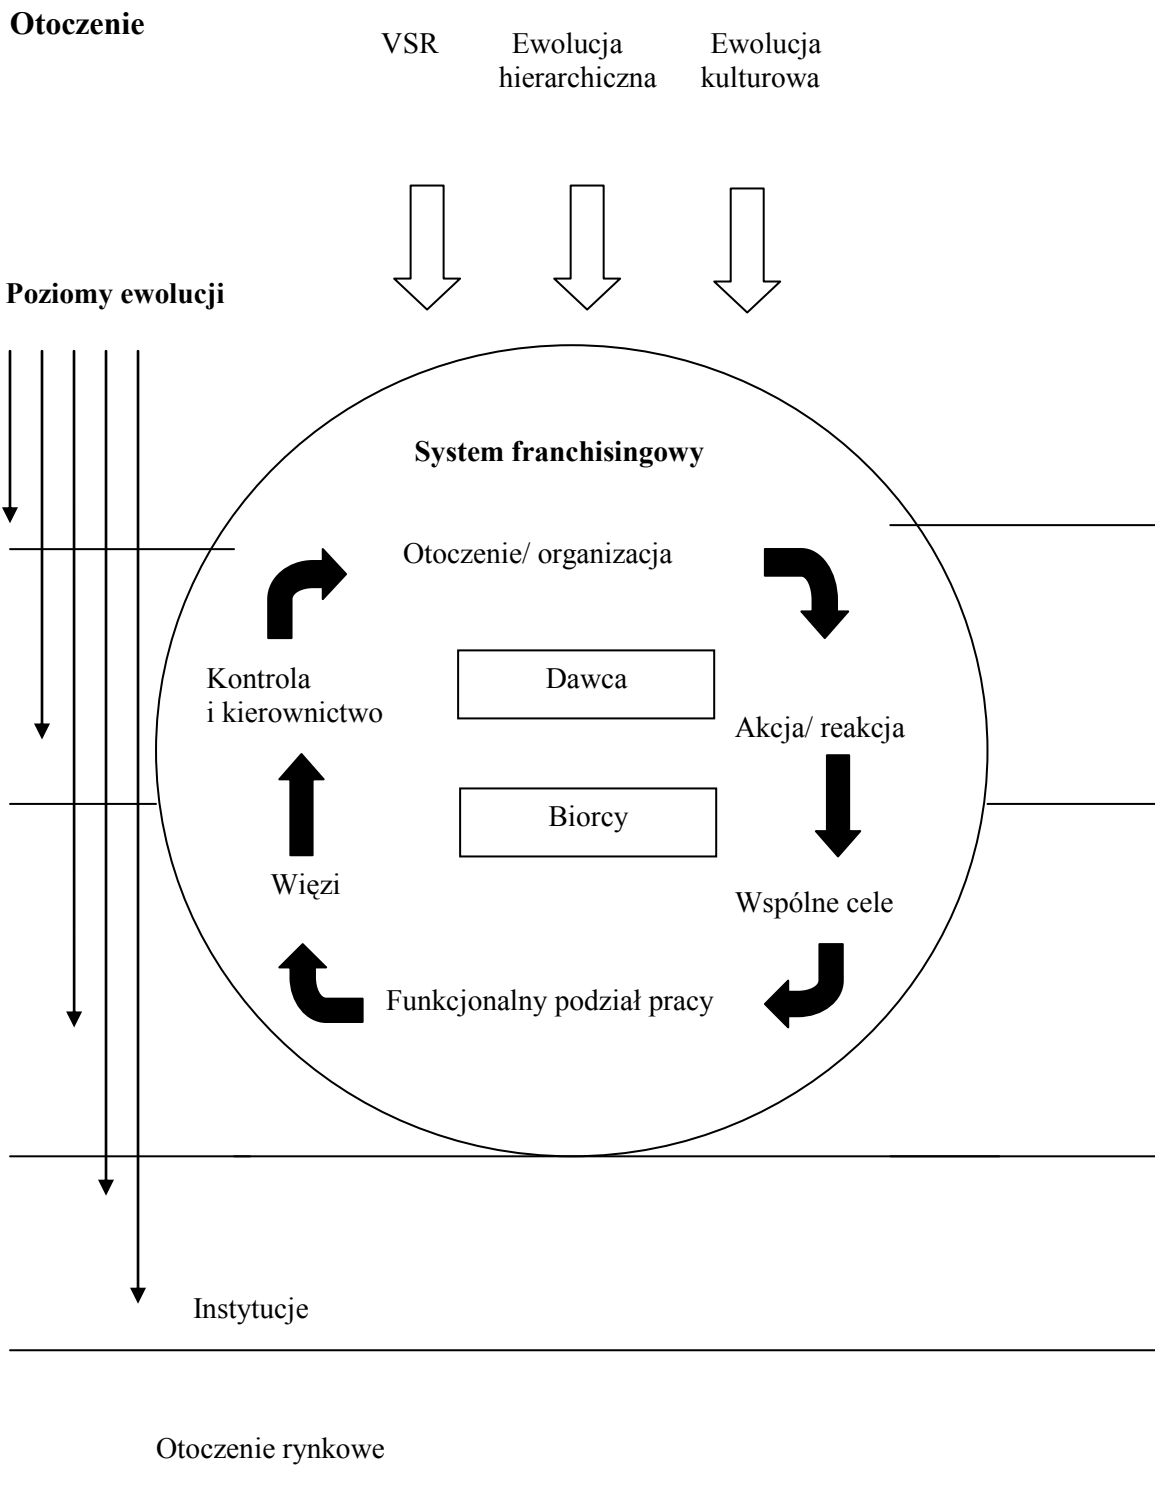 Otoczenie
VSR
Ewolucja
hierarchiczna
Ewolucja
kulturowa
Poziomy ewolucji
System franchisingowy
Otoczenie/ organizacja
Kontrola
i kierownictwo
Dawca
Akcja/ reakcja
Biorcy
Więzi
Wspólne cele
Funkcjonalny podział pracy
Instytucje
Otoczenie rynkowe